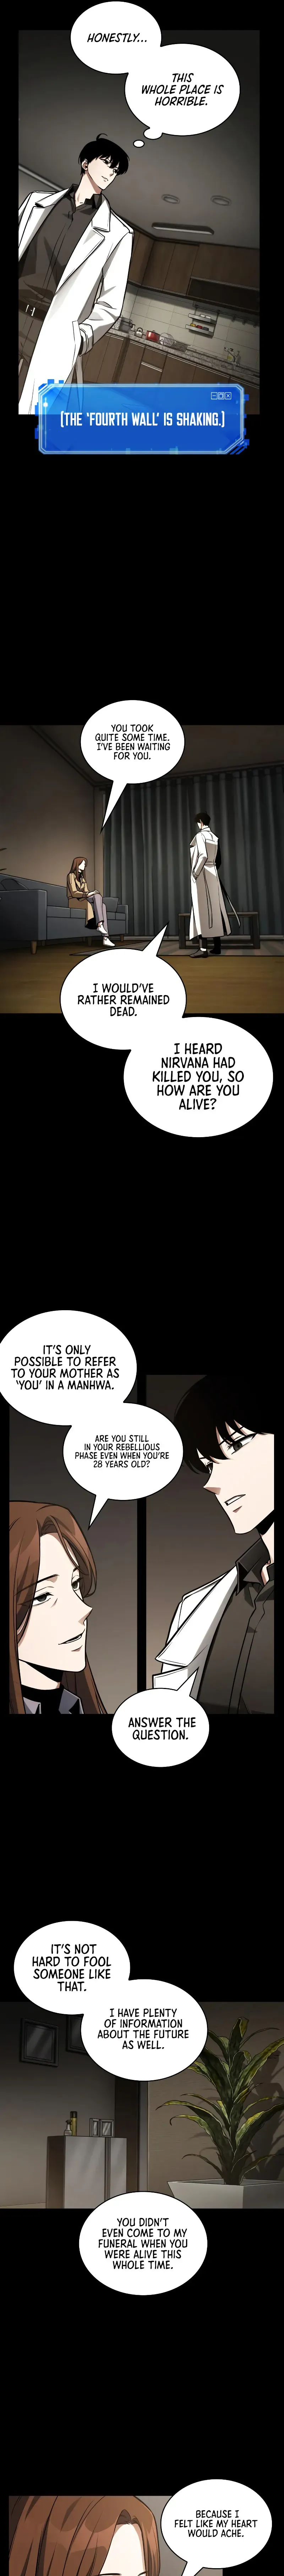 HONESTLY...
THIS
WHOLE PLACE IS
HORRIBLE.
[THE 'FOURTH WALL' IS SHAKING.]
YOU TOOK
QUITE SOME TIME.
I'VE BEEN WAITING
FOR YOU.
I WOULD'VE
RATHER REMAINED
DEAD.
I HEARD
NIRVANA HAD
KILLED YOU, SO
HOW ARE YOU
ALIVE?
IT'S ONLY
POSSIBLE TO REFER
TO YOUR MOTHER AS
'YOU' IN A MANHWA.
ARE YOU STILL
IN YOUR REBELLIOUS
PHASE EVEN WHEN YOU'RE
28 YEARS OLD?
ANSWER THE
QUESTION.
IT'S NOT
HARD TO FOOL
SOMEONE LIKE
THAT.
I HAVE PLENTY
OF INFORMATION
ABOUT THE FUTURE
AS WELL.
YOU DIDN'T
EVEN COME TO MY
FUNERAL WHEN YOU
WERE ALIVE THIS
WHOLE TIME.
BECAUSE I
FELT LIKE MY HEART
WOULD ACHE.